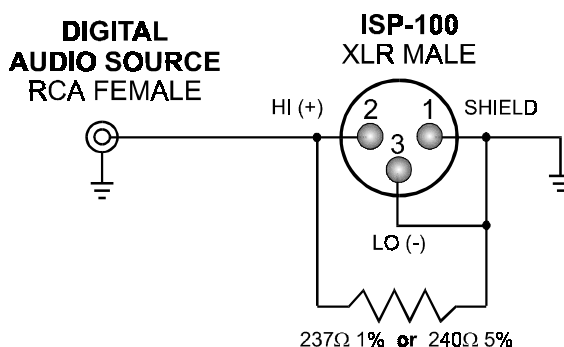 DIGITAL
AUDIO SOURCE
RCA FEMALE
ISP-100
XLR MALE
HI (+)
2
1
SHIELD
3
LO (-)
237Ω 1% or 240Ω 5%